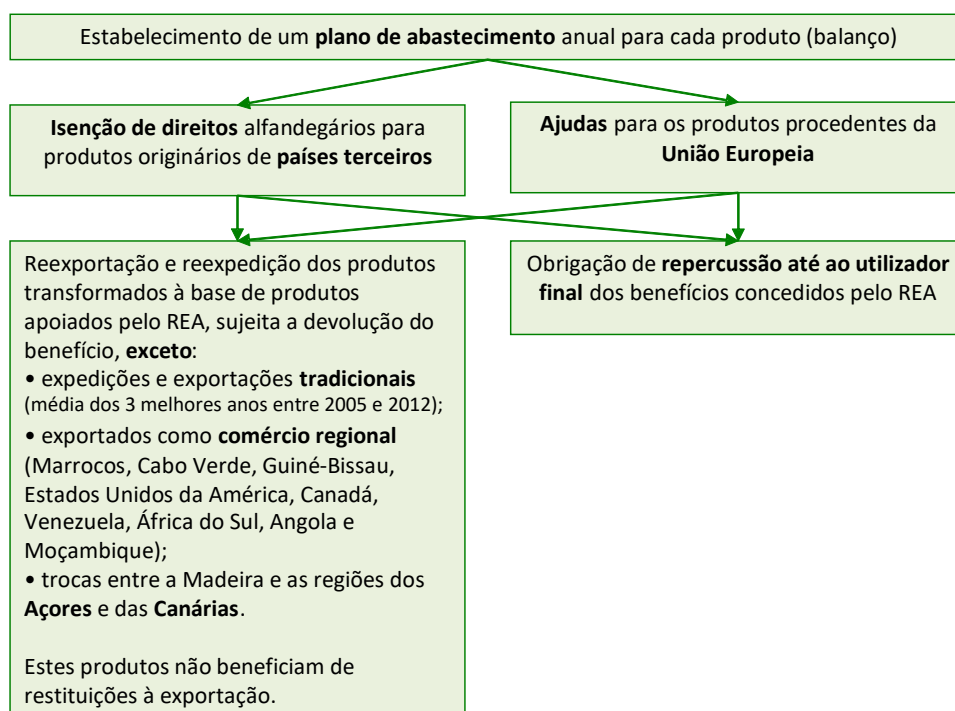 Estabelecimento de um plano de abastecimento anual para cada produto (balanço)
Isenção de direitos alfandegários para
produtos originários de países terceiros
Ajudas para os produtos procedentes da
União Europeia
Reexportação e reexpedição dos produtos
transformados à base de produtos
apoiados pelo REA, sujeita a devolução do
benefício, exceto:
• expedições e exportações tradicionais
(média dos 3 melhores anos entre 2005 e 2012);
• exportados como comércio regional
(Marrocos, Cabo Verde, Guiné-Bissau,
Estados Unidos da América, Canadá,
Venezuela, África do Sul, Angola e
Moçambique);
• trocas entre a Madeira e as regiões dos
Açores e das Canárias.
Estes produtos não beneficiam de
restituições à exportação.
Obrigação de repercussão até ao utilizador
final dos benefícios concedidos pelo REA